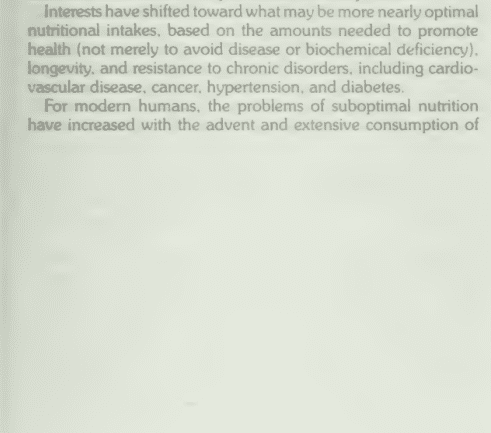 Interests have shifted toward what may be more nearly optimal
nutritional intakes, based on the amounts needed to promote
health (not merely to avoid disease or biochemical deficiency),
longevity, and resistance to chronic disorders, including cardio-
vascular disease, cancer, hypertension, and diabetes.
For modern humans, the problems of suboptimal nutrition
have increased with the advent and extensive consumption of